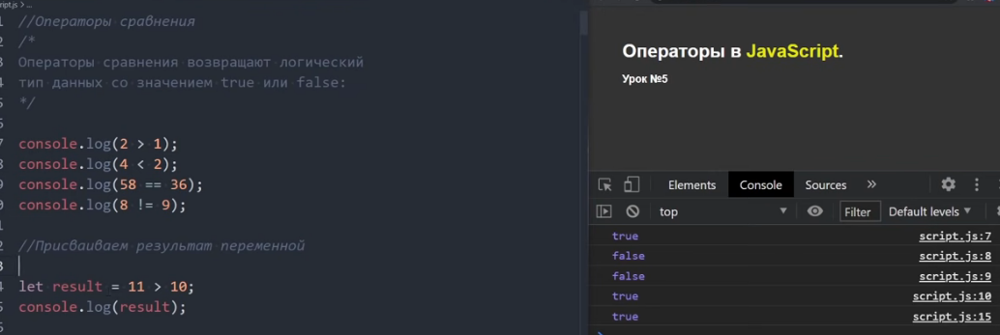 //Операторы сравнения
/*
Операторы сравнения возвращают логический
тип данных со значением true или false:
*/
console.log(2 > 1);
console.log(4 < 2);
console.log(58 == 36);
console.log(8 != 9);
//Присваиваем результат переменной
let result = 11 > 10;
console.log(result);
Операторы в JavaScript.
Урок №5
Elements Console Sources »
top Filter Default levels
true script.js:7
false script.js:8
false script.js:9
true script.js:10
true script.js:15